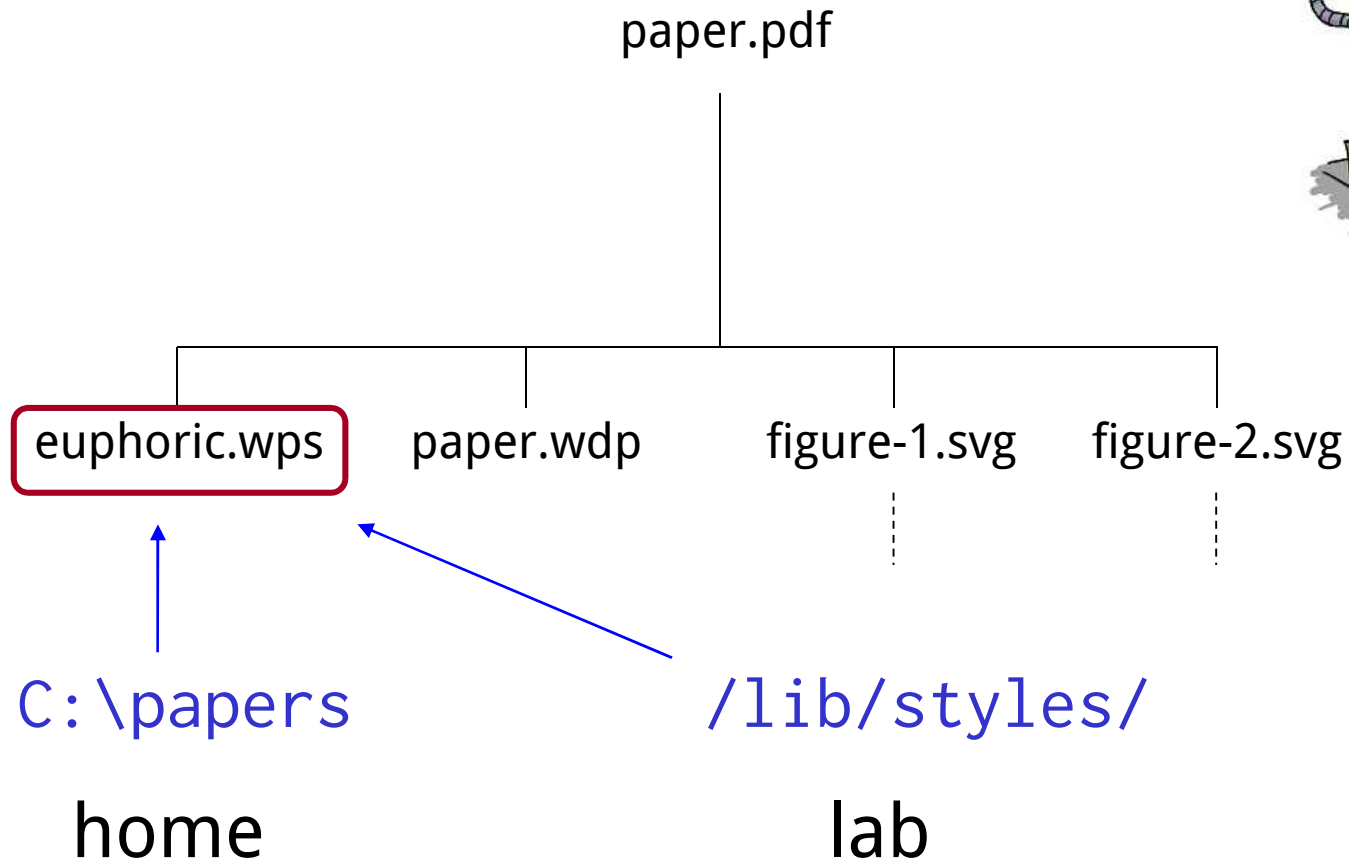 paper.pdf
euphoric.wps paper.wdp figure-1.svg figure-2.svg
C:\papers /lib/styles/
home lab